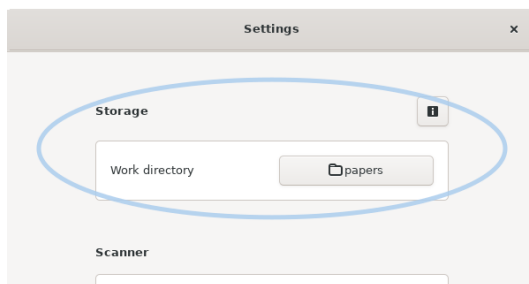 Settings
Storage
Work directory
papers
Scanner